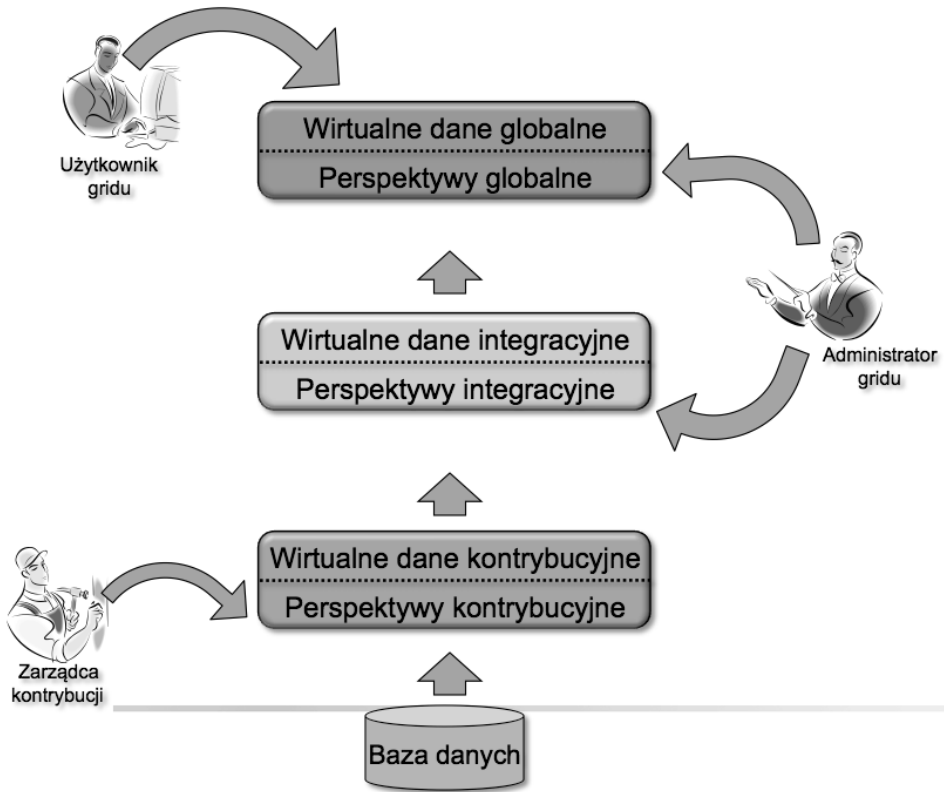 Użytkownik
gridu
Wirtualne dane globalne
Perspektywy globalne
Wirtualne dane integracyjne
Perspektywy integracyjne
Administrator
gridu
Wirtualne dane kontrybucyjne
Perspektywy kontrybucyjne
Zarządca
kontrybucji
Baza danych